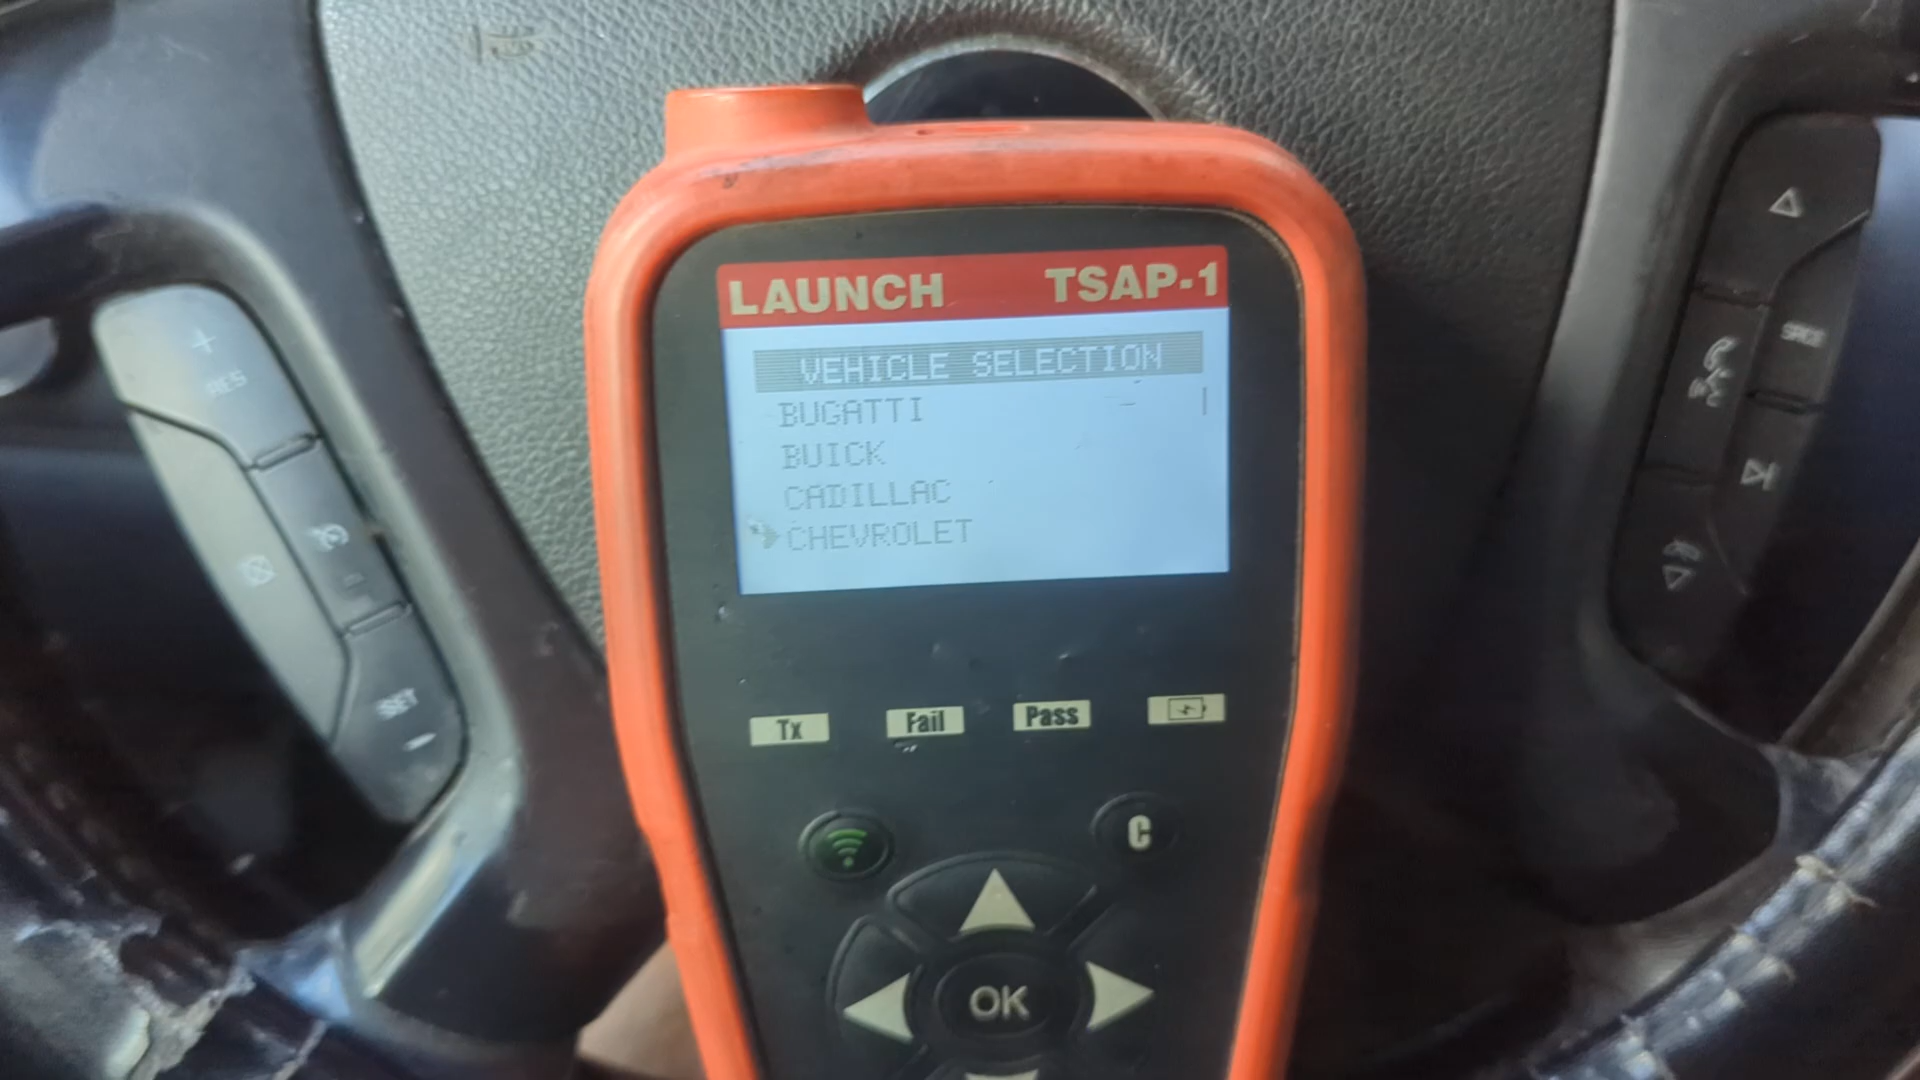 LAUNCH TSAP-1
VEHICLE SELECTION
BUGATTI
BUICK
CADILLAC
CHEVROLET
Tx Fail Pass
C
OK
+
RES
SET
-